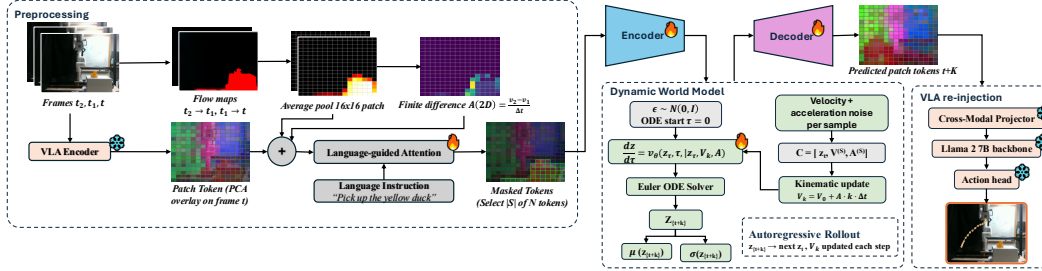 Preprocessing
Frames t₂, t₁, t
Flow maps
t₂ → t₁, t₁ → t
Average pool 16x16 patch
Finite difference A(2D) = (v₂−v₁)/Δt
VLA Encoder
Patch Token (PCA
overlay on frame t)
+
Language-guided Attention
Language Instruction
“Pick up the yellow duck”
Masked Tokens
(Select |S| of N tokens)
Encoder
Decoder
Predicted patch tokens t+K
Dynamic World Model
ϵ ~ N(0, I)
ODE start τ = 0
dz/dt = v_θ(z_τ, τ, |z_t, V_k, A)
Euler ODE Solver
Z_[t+k]
μ (z_[t+k])
σ(z_[t+k])
Velocity +
acceleration noise
per sample
C = [ z_t, V^(S), A^(S)]
Kinematic update
V_k = V_0 + A · k · Δt
Autoregressive Rollout
z_[t+k] → next z_t, V_k updated each step
VLA re-injection
Cross-Modal Projector
Llama 2 7B backbone
Action head